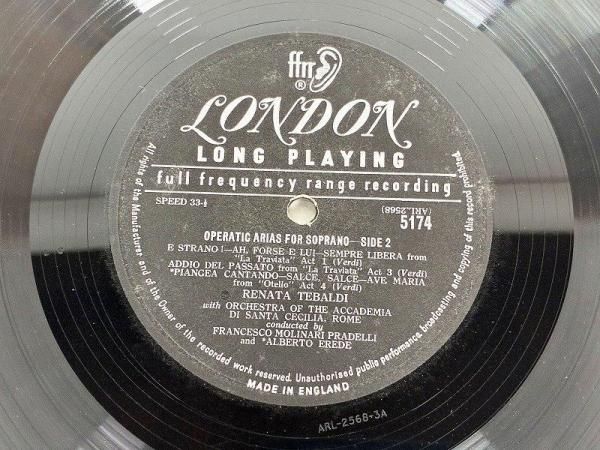 ffrr
®
LONDON
LONG PLAYING
full frequency range recording
SPEED 33-⅓
5174
(ARL 2568)
OPERATIC ARIAS FOR SOPRANO—SIDE 2
E STRANO!—AH, FORSE E LUI—SEMPRE LIBERA from
"La Traviata" Act 1 (Verdi)
ADDIO DEL PASSATO from "La Traviata" Act 3 (Verdi)
*PIANGEA CANTANDO—SALCE, SALCE—AVE MARIA
from "Otello" Act 4 (Verdi)
RENATA TEBALDI
with ORCHESTRA OF THE ACCADEMIA
DI SANTA CECILIA, ROME
conducted by
FRANCESCO MOLINARI PRADELLI
and *ALBERTO EREDE
All rights of the Manufacturer and of the Owner of the recorded work reserved. Unauthorised public performance broadcasting and copying of this record prohibited.
MADE IN ENGLAND
ARL-2568-3A